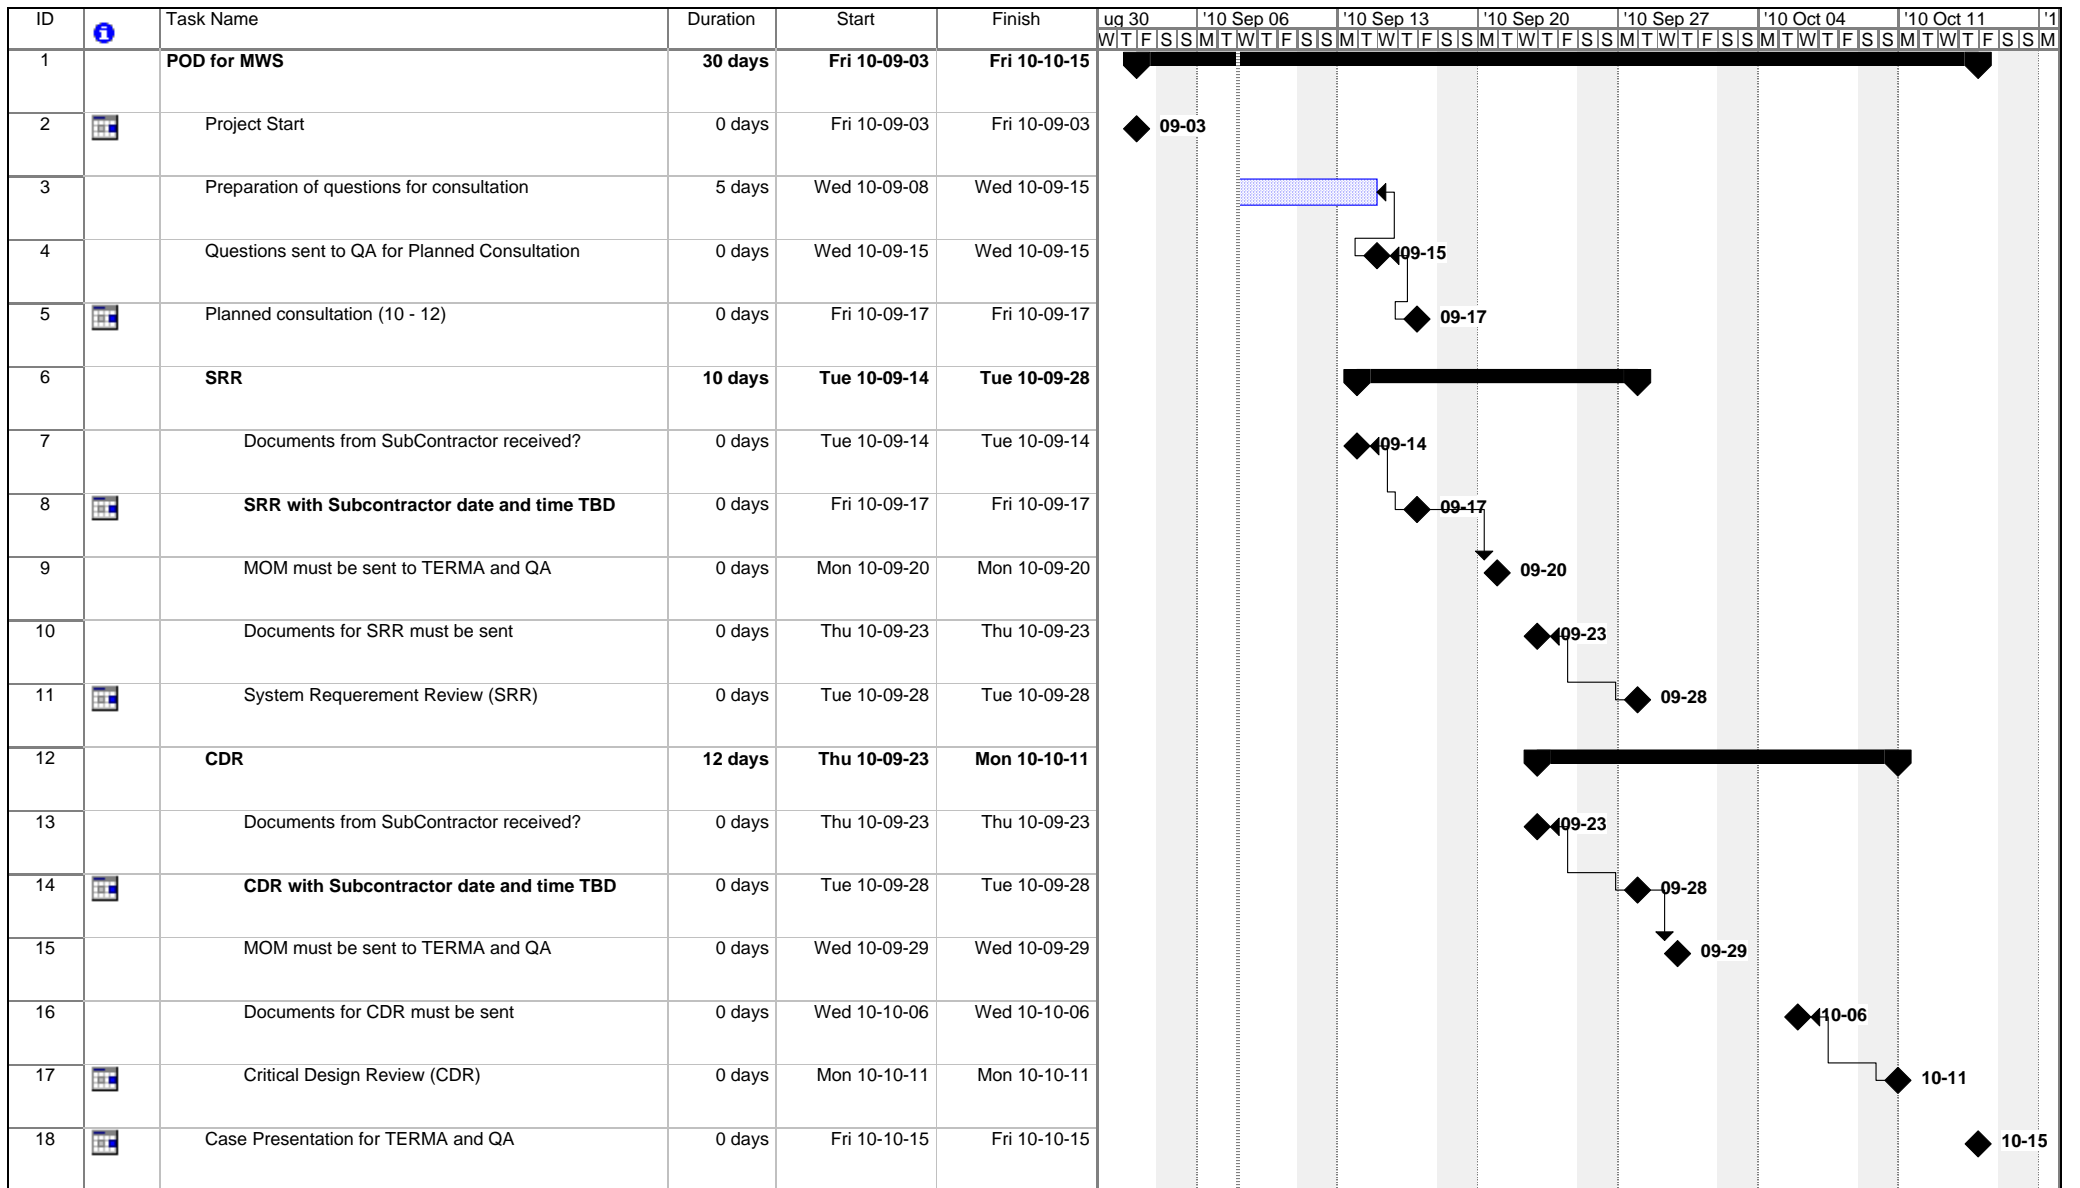 ID Task Name Duration Start Finish ug 30 '10 Sep 06 '10 Sep 13 '10 Sep 20 '10 Sep 27 '10 Oct 04 '10 Oct 11 '1
i W T F S S M T W T F S S M T W T F S S M T W T F S S M T W T F S S M T W T F S S M T W T F S S M
1 POD for MWS 30 days Fri 10-09-03 Fri 10-10-15
2 Project Start 0 days Fri 10-09-03 Fri 10-09-03 09-03
3 Preparation of questions for consultation 5 days Wed 10-09-08 Wed 10-09-15
4 Questions sent to QA for Planned Consultation 0 days Wed 10-09-15 Wed 10-09-15 09-15
5 Planned consultation (10 - 12) 0 days Fri 10-09-17 Fri 10-09-17 09-17
6 SRR 10 days Tue 10-09-14 Tue 10-09-28
7 Documents from SubContractor received? 0 days Tue 10-09-14 Tue 10-09-14 09-14
8 SRR with Subcontractor date and time TBD 0 days Fri 10-09-17 Fri 10-09-17 09-17
9 MOM must be sent to TERMA and QA 0 days Mon 10-09-20 Mon 10-09-20 09-20
10 Documents for SRR must be sent 0 days Thu 10-09-23 Thu 10-09-23 09-23
11 System Requerement Review (SRR) 0 days Tue 10-09-28 Tue 10-09-28 09-28
12 CDR 12 days Thu 10-09-23 Mon 10-10-11
13 Documents from SubContractor received? 0 days Thu 10-09-23 Thu 10-09-23 09-23
14 CDR with Subcontractor date and time TBD 0 days Tue 10-09-28 Tue 10-09-28 09-28
15 MOM must be sent to TERMA and QA 0 days Wed 10-09-29 Wed 10-09-29 09-29
16 Documents for CDR must be sent 0 days Wed 10-10-06 Wed 10-10-06 10-06
17 Critical Design Review (CDR) 0 days Mon 10-10-11 Mon 10-10-11 10-11
18 Case Presentation for TERMA and QA 0 days Fri 10-10-15 Fri 10-10-15 10-15